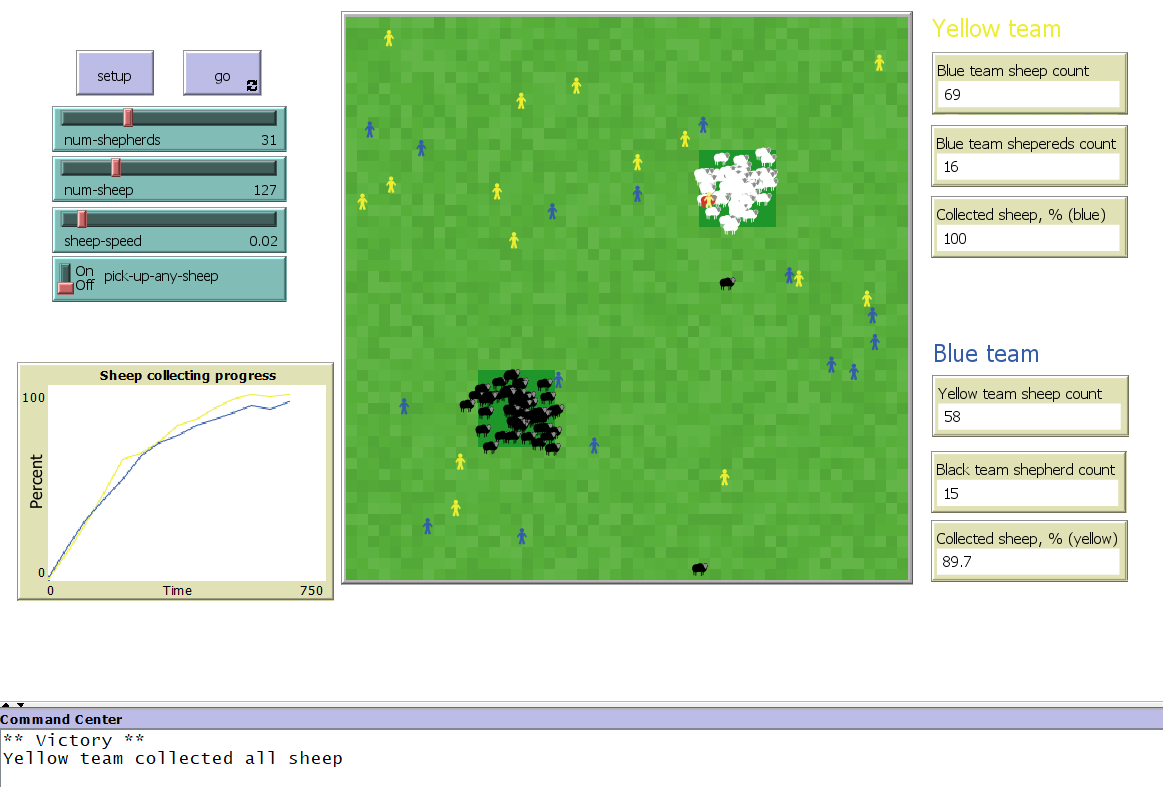 setup
go
num-shepherds 31
num-sheep 127
sheep-speed 0.02
On
Off
pick-up-any-sheep
Sheep collecting progress
100
Percent
0
0
Time
750
Yellow team
Blue team sheep count
69
Blue team shepereds count
16
Collected sheep, % (blue)
100
Blue team
Yellow team sheep count
58
Black team shepherd count
15
Collected sheep, % (yellow)
89.7
Command Center
** Victory **
Yellow team collected all sheep